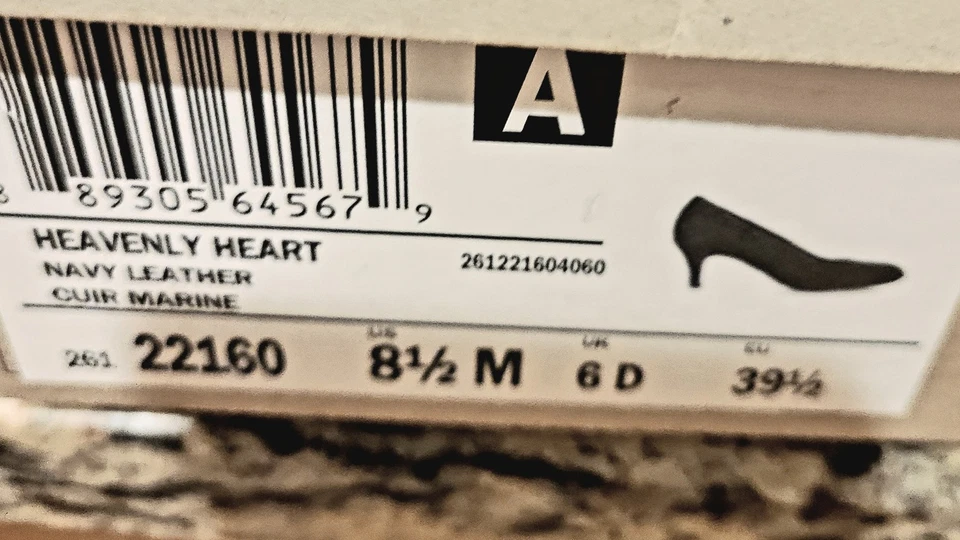 A
8 89305 64567 9
HEAVENLY HEART
261221604060
NAVY LEATHER
CUIR MARINE
US UK EU
261 22160 8½ M 6 D 39½